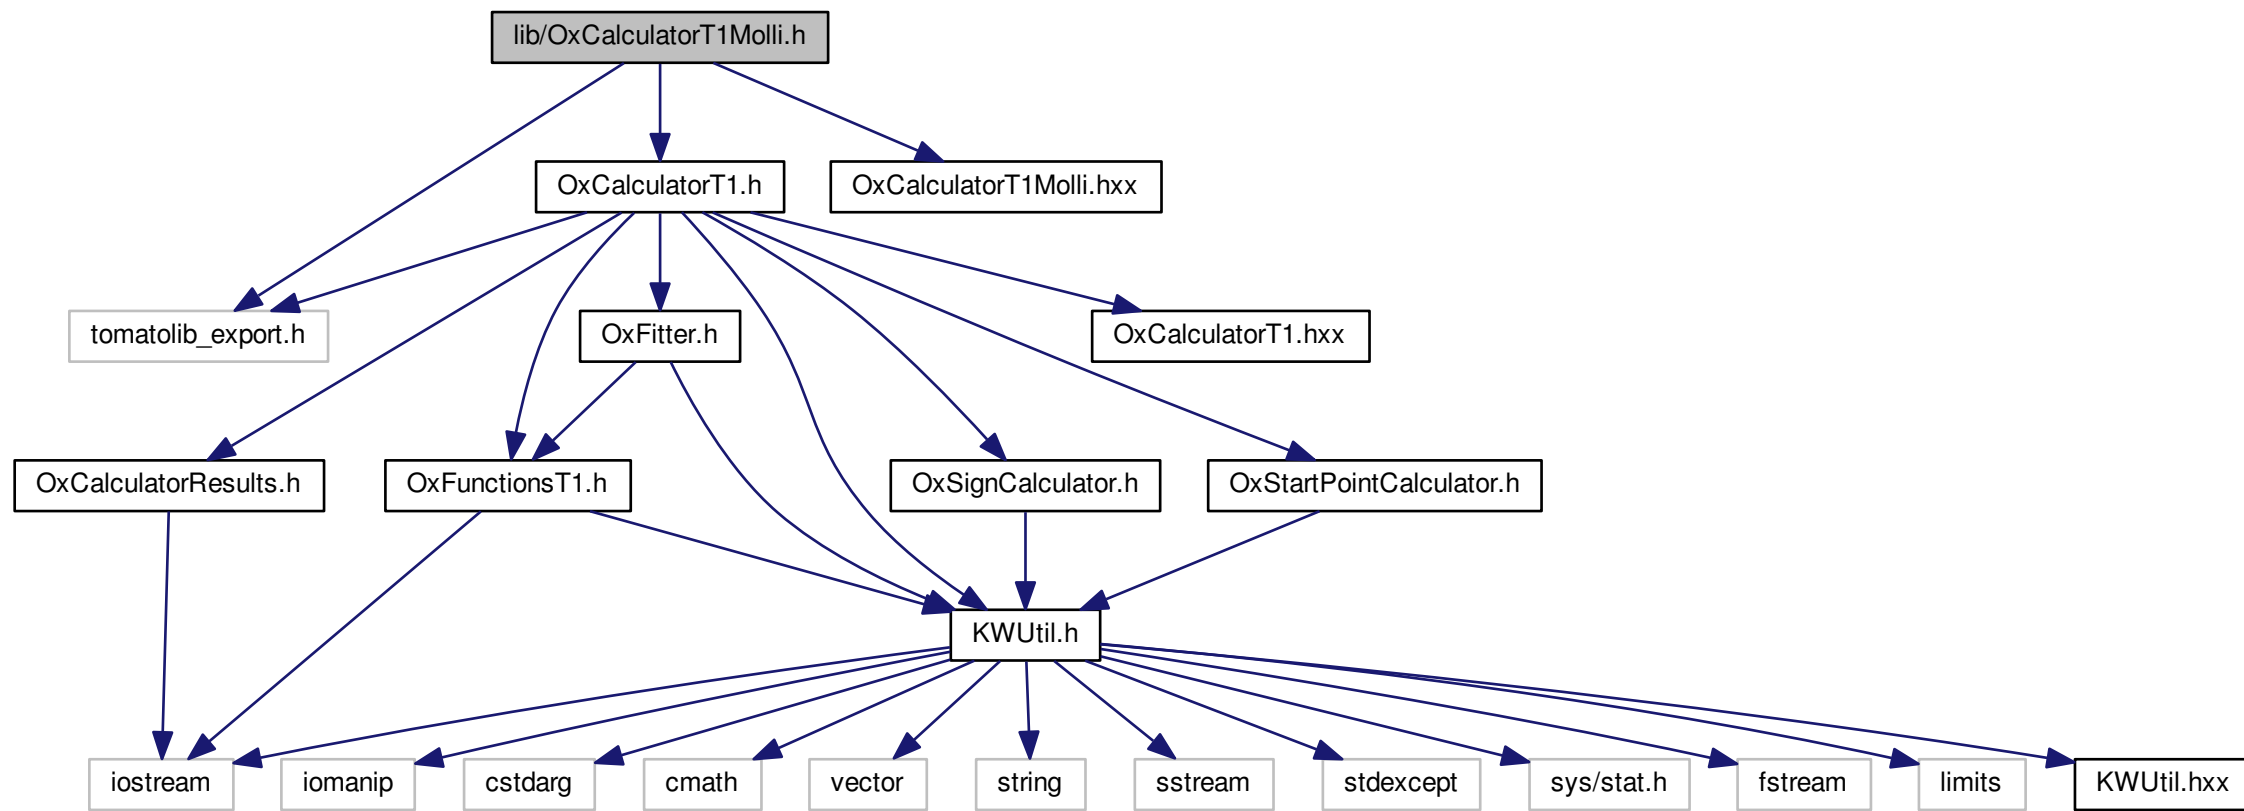 lib/OxCalculatorT1Molli.h
OxCalculatorT1.h
OxCalculatorT1Molli.hxx
tomatolib_export.h
OxFitter.h
OxCalculatorT1.hxx
OxCalculatorResults.h
OxFunctionsT1.h
OxSignCalculator.h
OxStartPointCalculator.h
KWUtil.h
iostream
iomanip
cstdarg
cmath
vector
string
sstream
stdexcept
sys/stat.h
fstream
limits
KWUtil.hxx